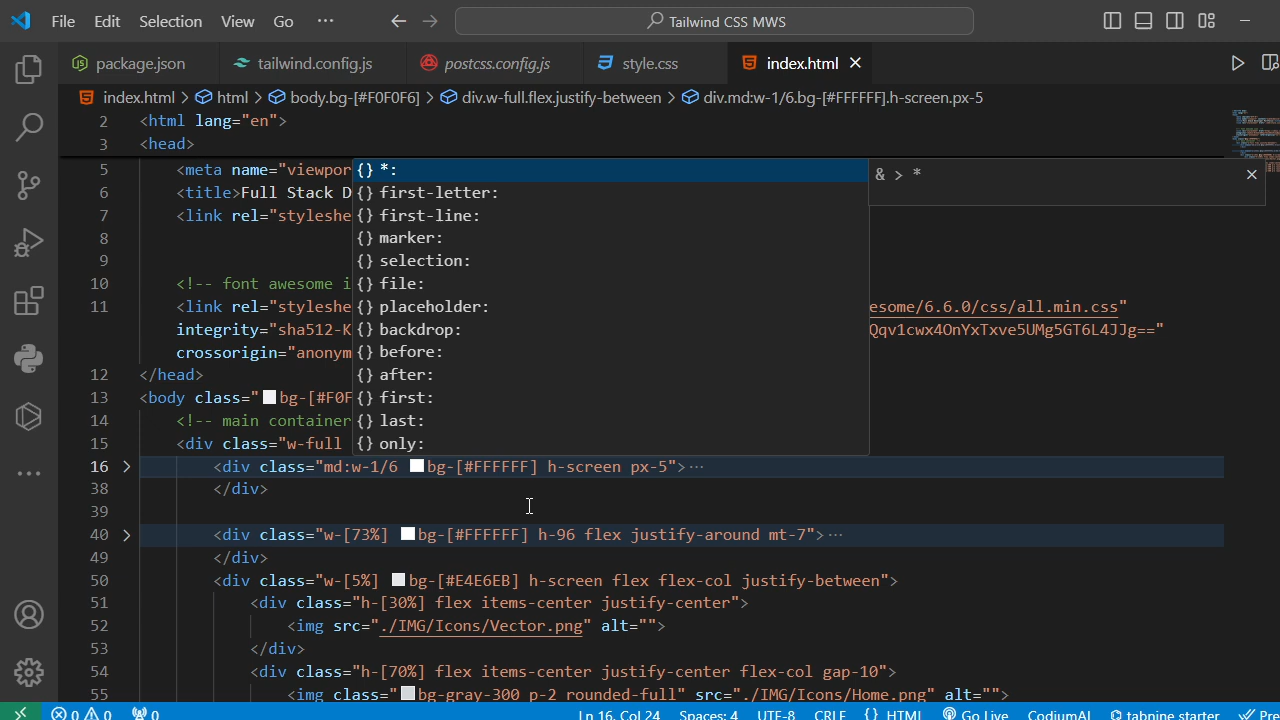 File Edit Selection View Go ··· Tailwind CSS MWS
package.json tailwind.config.js postcss.config.js style.css index.html
index.html > html > body.bg-[#F0F0F6] > div.w-full.flex.justify-between > div.md:w-1/6.bg-[#FFFFFF].h-screen.px-5
2 <html lang="en">
3 <head>
5 <meta name="viewpor {} *: & > *
6 <title>Full Stack D {} first-letter:
7 <link rel="styleshe {} first-line:
8 {} marker:
9 {} selection:
10 <!-- font awesome i {} file:
11 <link rel="styleshe {} placeholder: esome/6.6.0/css/all.min.css"
integrity="sha512-K {} backdrop: Qqv1cwx4OnYxTxve5UMg5GT6L4JJg=="
crossorigin="anonym {} before:
12 </head> {} after:
13 <body class="bg-[#F0F {} first:
14 <!-- main container {} last:
15 <div class="w-full {} only:
16 <div class="md:w-1/6 bg-[#FFFFFF] h-screen px-5">···
38 </div>
39
40 <div class="w-[73%] bg-[#FFFFFF] h-96 flex justify-around mt-7">···
49 </div>
50 <div class="w-[5%] bg-[#E4E6EB] h-screen flex flex-col justify-between">
51 <div class="h-[30%] flex items-center justify-center">
52 <img src="./IMG/Icons/Vector.png" alt="">
53 </div>
54 <div class="h-[70%] flex items-center justify-center flex-col gap-10">
55 <img class="bg-gray-300 p-2 rounded-full" src="./IMG/Icons/Home.png" alt="">
0 0 0 Ln 16, Col 24 Spaces: 4 UTF-8 CRLF {} HTML Go Live CodiumAI tabnine starter